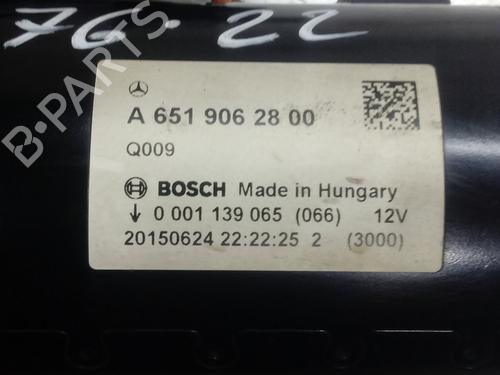 7G. 22
B-PARTS
A 651 906 28 00
Q009
BOSCH Made in Hungary
↓ 0 001 139 065 (066) 12V
20150624 22:22:25 2 (3000)